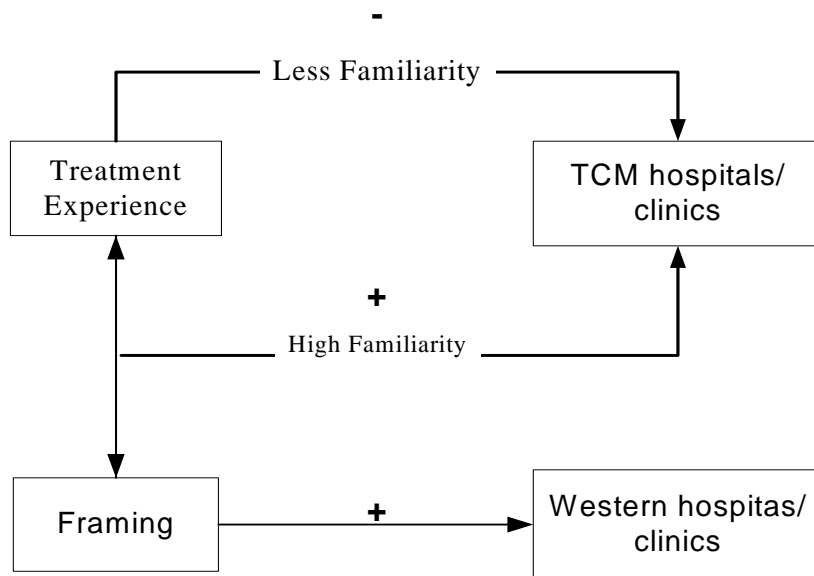 -
Less Familiarity
Treatment
Experience
TCM hospitals/
clinics
+
High Familiarity
Framing
+
Western hospitas/
clinics